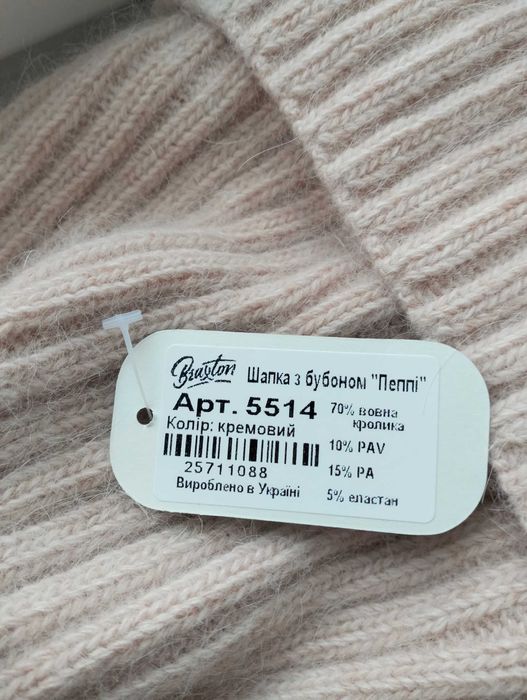 Braxton
Шапка з бубоном "Пеппі"
Арт. 5514
Колір: кремовий
25711088
Вироблено в Україні
70% вовна
кролика
10% PAV
15% PA
5% еластан